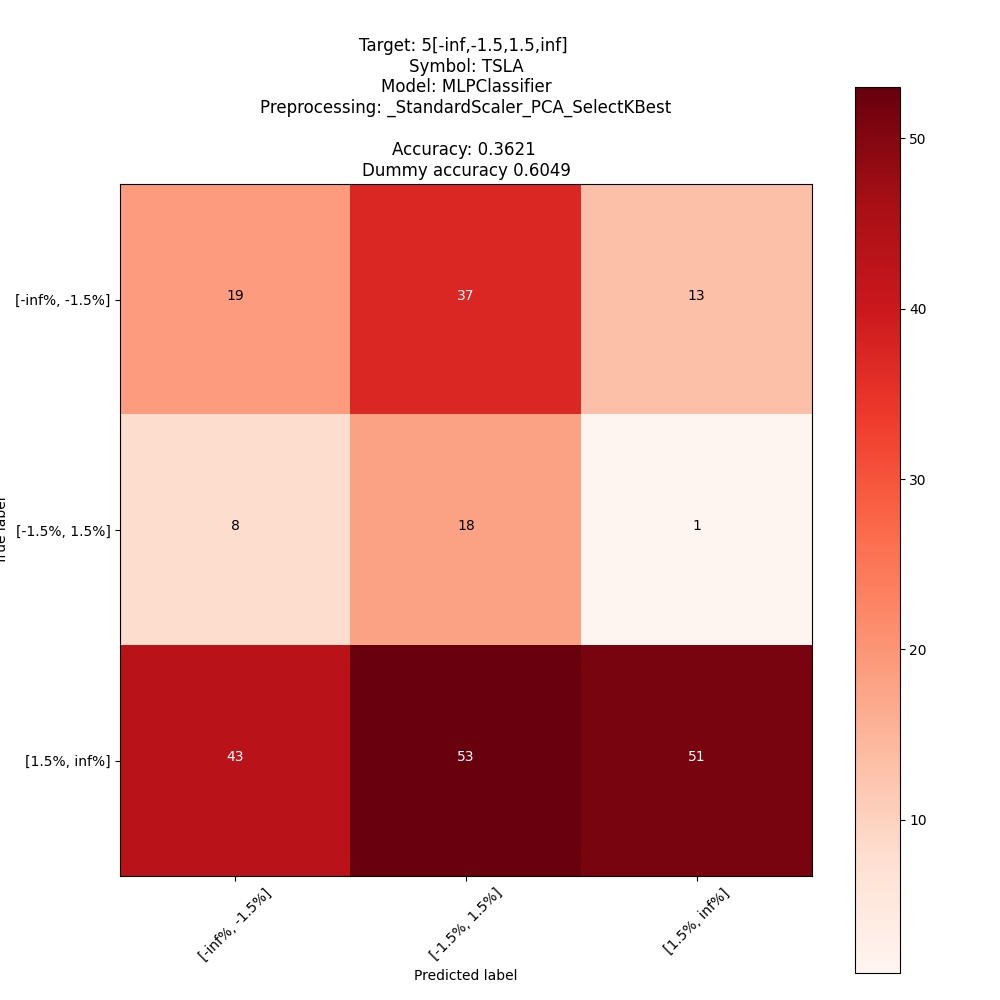 Target: 5[-inf,-1.5,1.5,inf]
Symbol: TSLA
Model: MLPClassifier
Preprocessing: _StandardScaler_PCA_SelectKBest
Accuracy: 0.3621
Dummy accuracy 0.6049
[-inf%, -1.5%]
19 37 13
[-1.5%, 1.5%]
8 18 1
[1.5%, inf%]
43 53 51
[-inf%, -1.5%]
[-1.5%, 1.5%]
[1.5%, inf%]
Predicted label
label
50
40
30
20
10